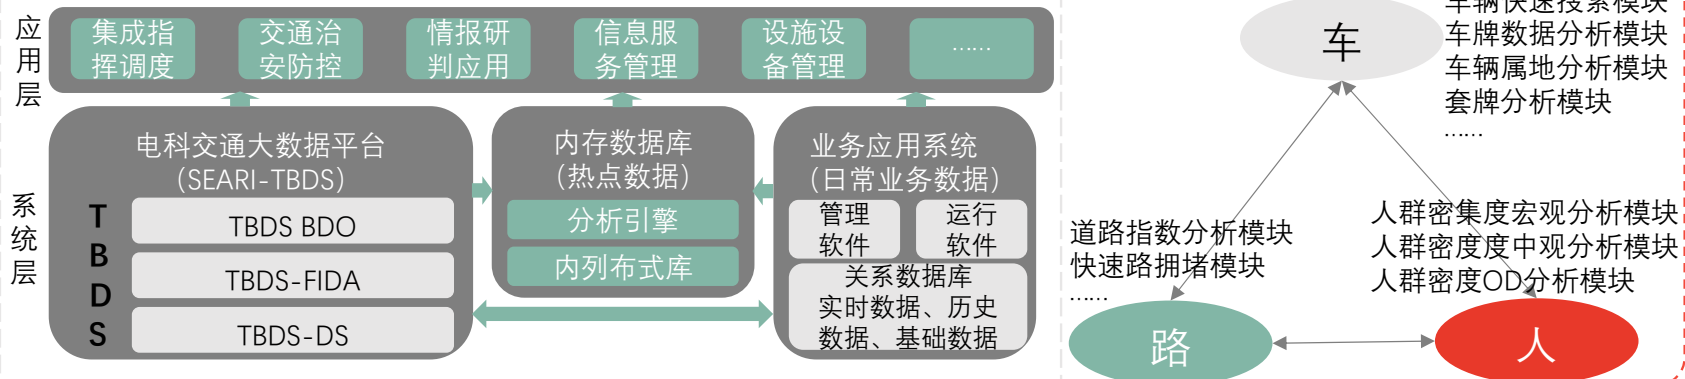 应
用
层
集成指
挥调度
交通治
安防控
情报研
判应用
信息服
务管理
设施设
备管理
……
系
统
层
电科交通大数据平台
(SEARI-TBDS)
T
B
D
S
TBDS BDO
TBDS-FIDA
TBDS-DS
内存数据库
(热点数据)
分析引擎
内列布式库
业务应用系统
(日常业务数据)
管理
软件
运行
软件
关系数据库
实时数据、历史
数据、基础数据
车
车辆快速搜索模块
车牌数据分析模块
车辆属地分析模块
套牌分析模块
……
道路指数分析模块
快速路拥堵模块
……
路
人群密集度宏观分析模块
人群密度度中观分析模块
人群密度OD分析模块
人